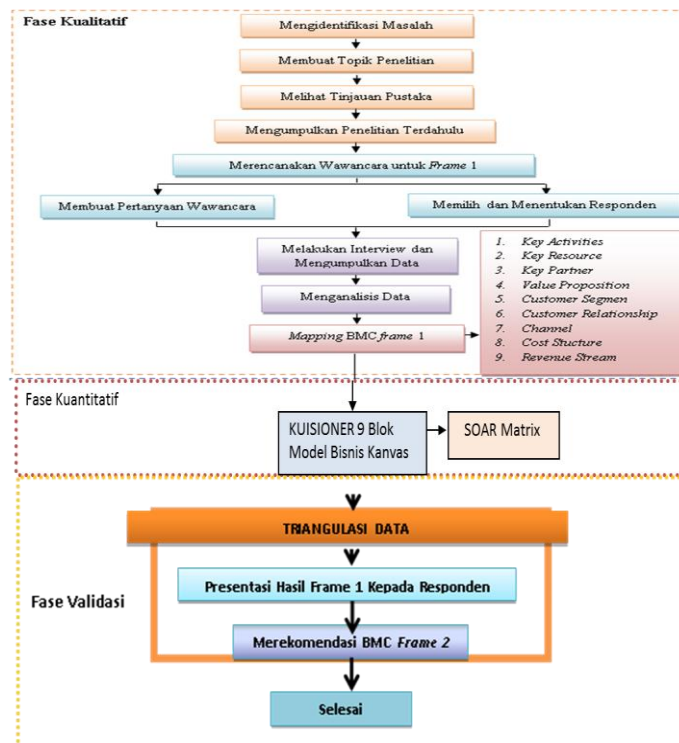 Fase Kualitatif
Mengidentifikasi Masalah
Membuat Topik Penelitian
Melihat Tinjauan Pustaka
Mengumpulkan Penelitian Terdahulu
Merencanakan Wawancara untuk Frame 1
Membuat Pertanyaan Wawancara
Memilih dan Menentukan Responden
Melakukan Interview dan
Mengumpulkan Data
Menganalisis Data
Mapping BMC frame 1
1. Key Activities
2. Key Resource
3. Key Partner
4. Value Proposition
5. Customer Segmen
6. Customer Relationship
7. Channel
8. Cost Stucture
9. Revenue Stream
Fase Kuantitatif
KUISIONER 9 Blok
Model Bisnis Kanvas
SOAR Matrix
TRIANGULASI DATA
Presentasi Hasil Frame 1 Kepada Responden
Fase Validasi
Merekomendasi BMC Frame 2
Selesai